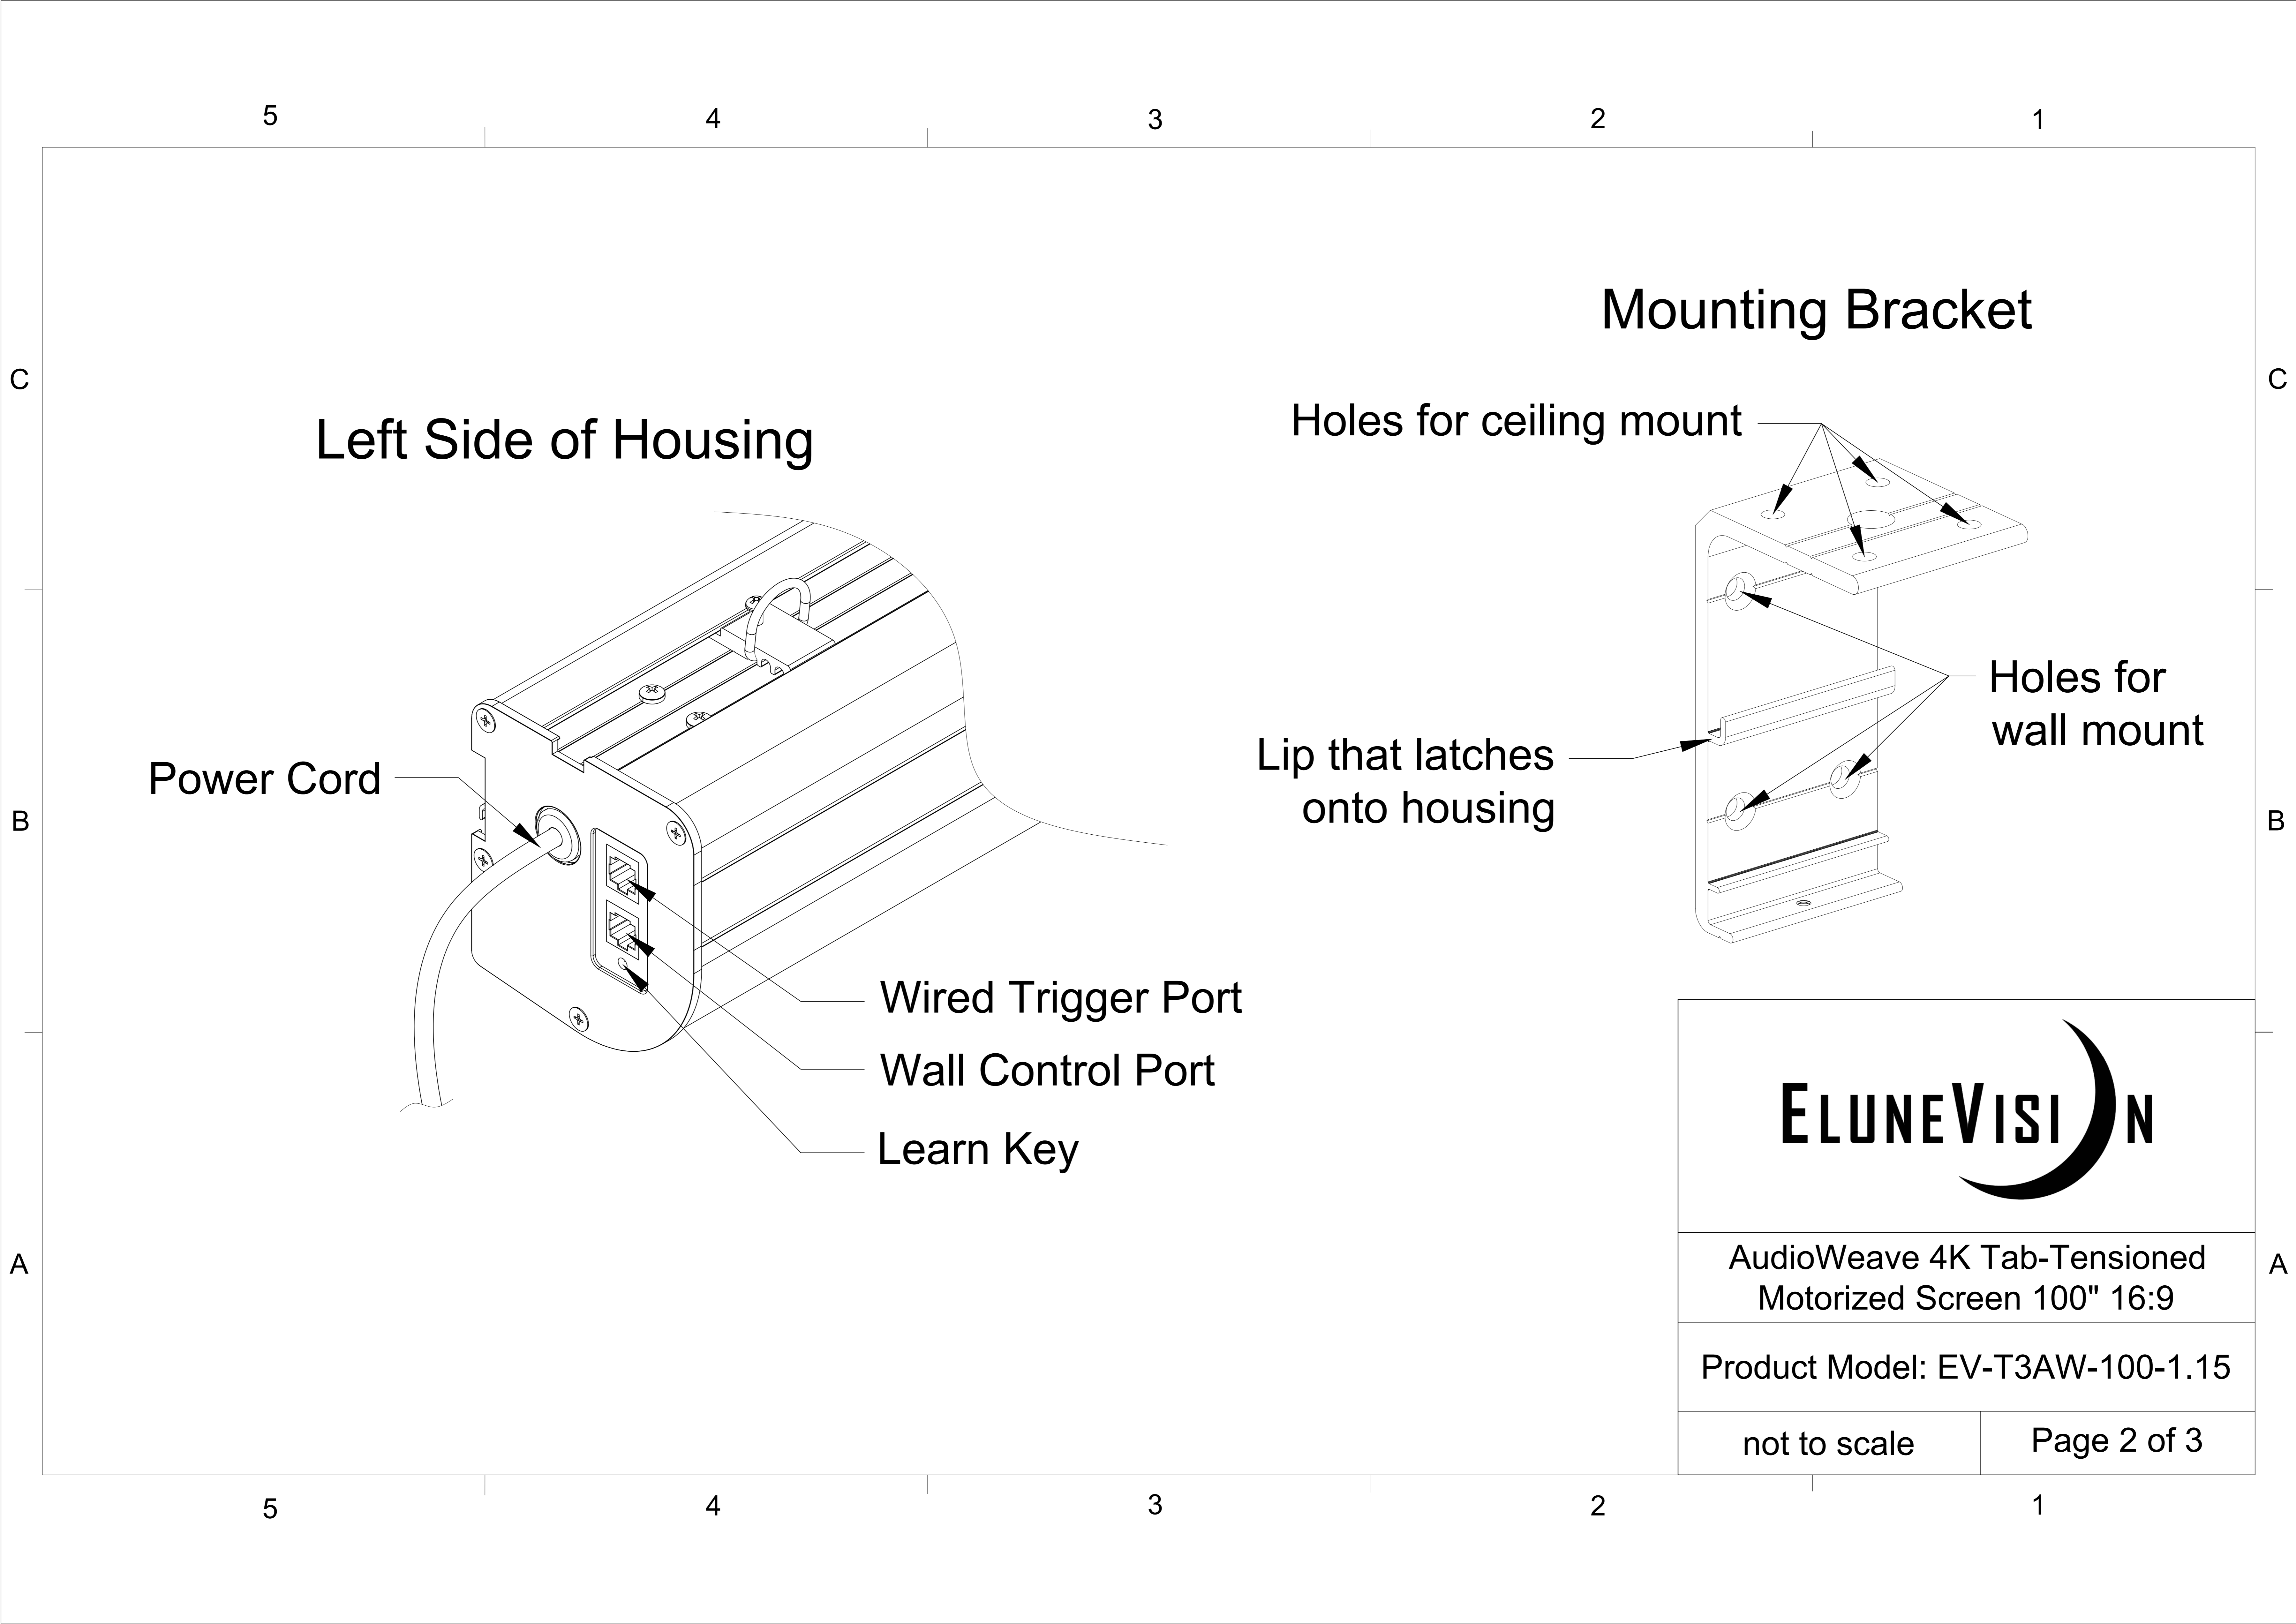 5 4 3 2 1
Mounting Bracket
C C
Holes for ceiling mount
Left Side of Housing
Holes for
wall mount
Lip that latches
onto housing
Power Cord
B B
Wired Trigger Port
Wall Control Port
Learn Key
ELUNEVISION
A A
AudioWeave 4K Tab-Tensioned
Motorized Screen 100" 16:9
Product Model: EV-T3AW-100-1.15
not to scale
Page 2 of 3
5 4 3 2 1